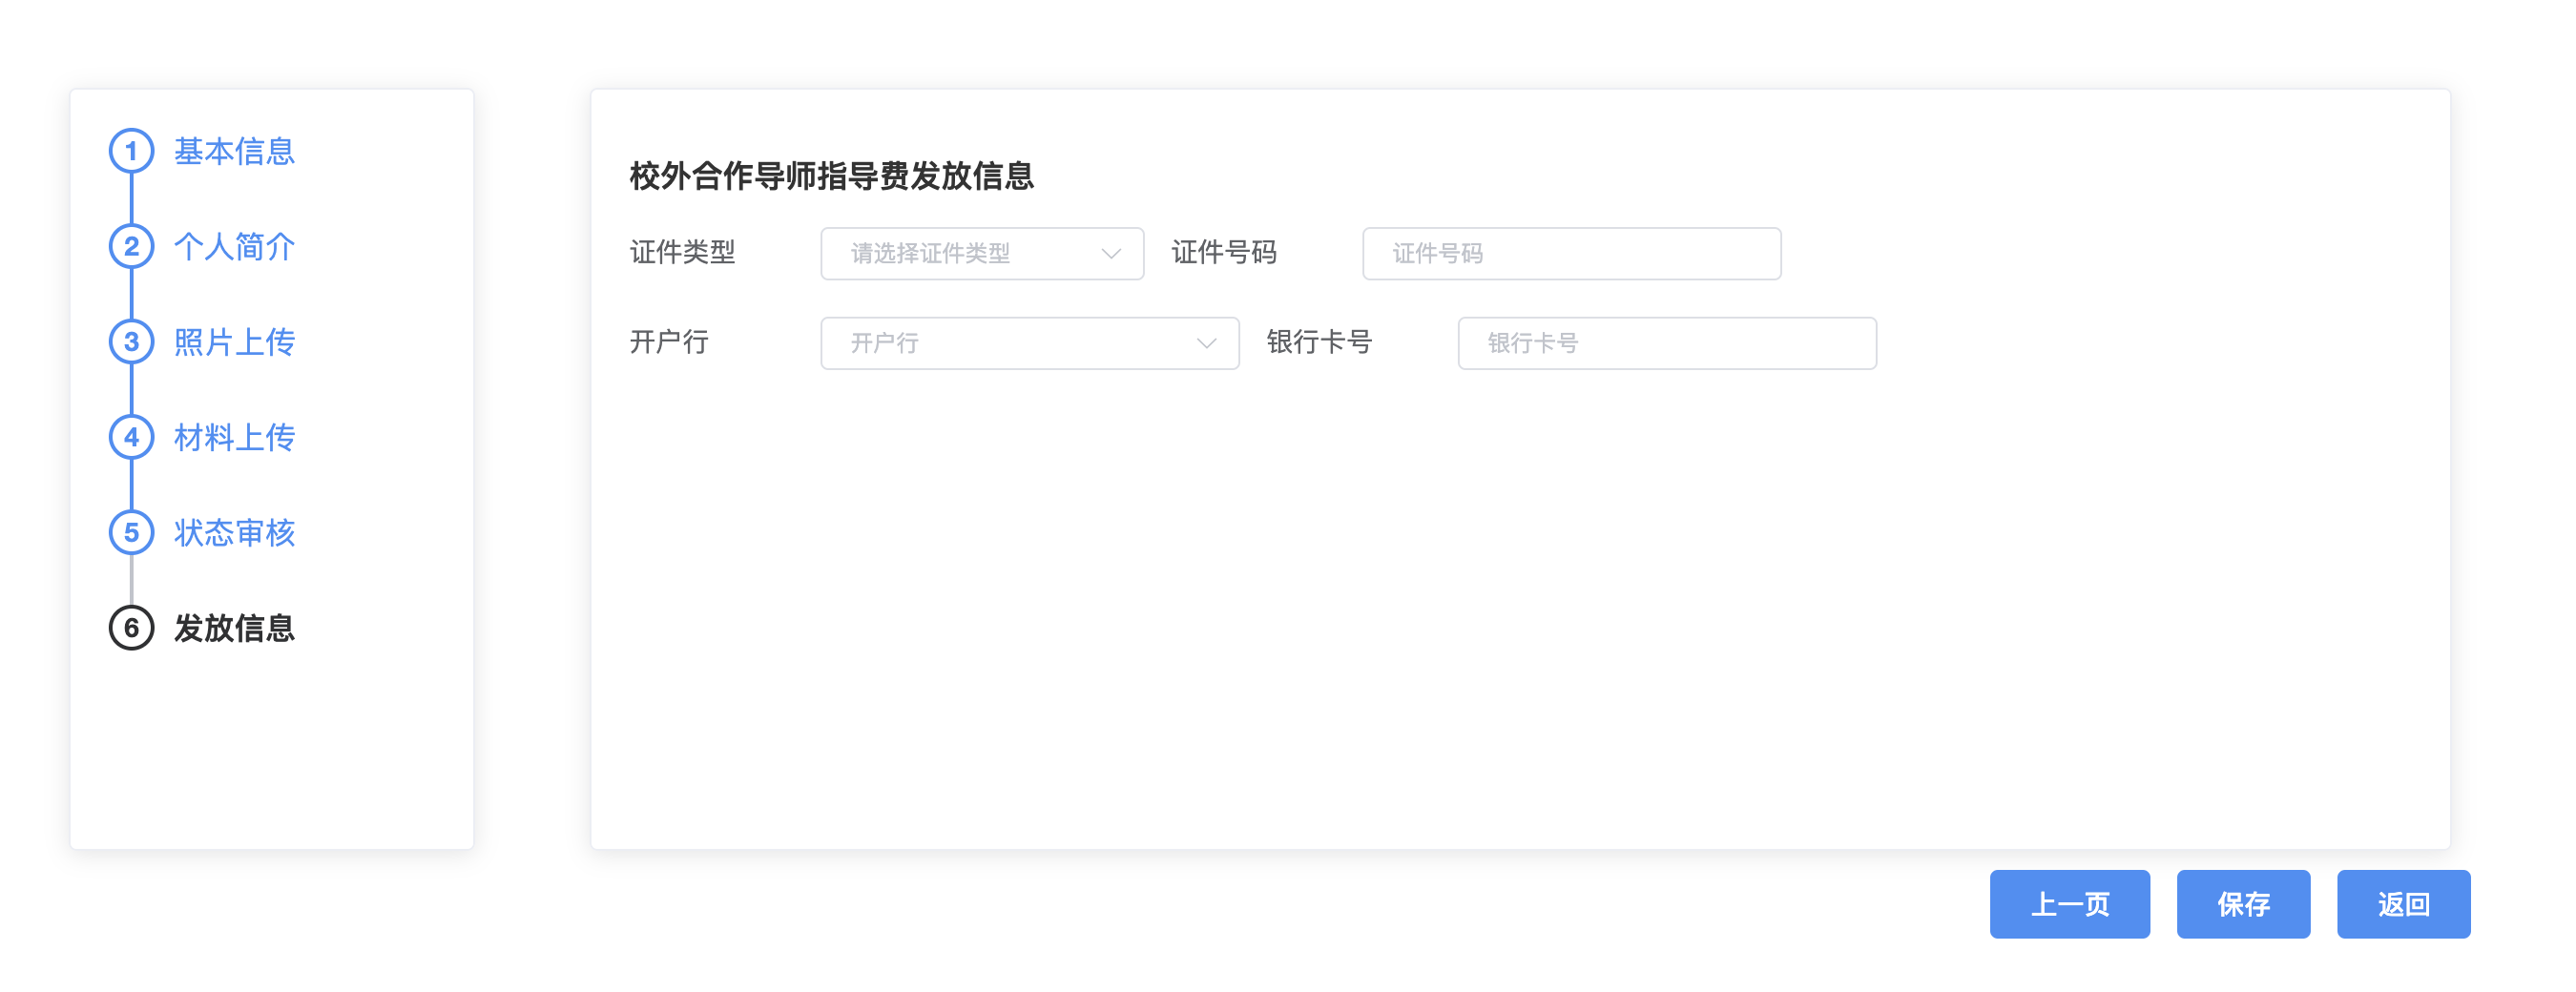 1 基本信息
2 个人简介
3 照片上传
4 材料上传
5 状态审核
6 发放信息
校外合作导师指导费发放信息
证件类型 请选择证件类型 证件号码 证件号码
开户行 开户行 银行卡号 银行卡号
上一页 保存 返回